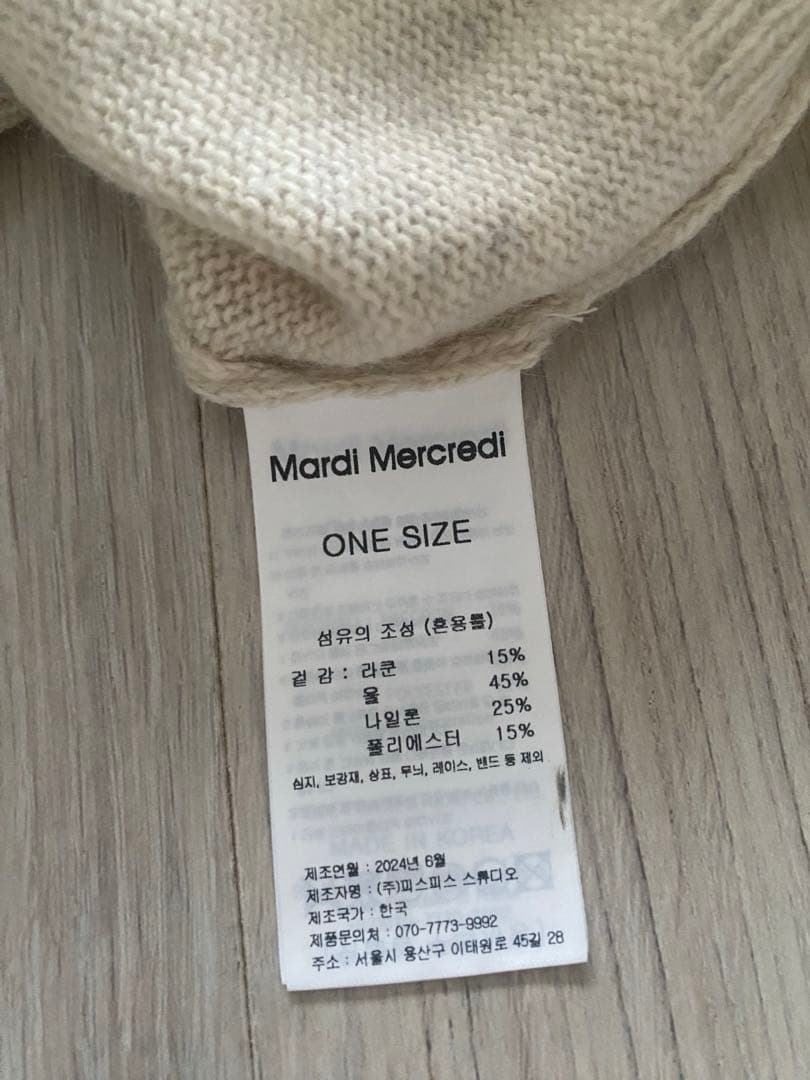 Mardi Mercredi
ONE SIZE
섬유의 조성 (혼용률)
겉 감 : 라쿤 15%
울 45%
나일론 25%
폴리에스터 15%
심지, 보강재, 상표, 무늬, 레이스, 밴드 등 제외
MADE IN KOREA
제조연월 : 2024년 6월
제조자명 : (주)피스피스 스튜디오
제조국가 : 한국
제품문의처 : 070-7773-9992
주소 : 서울시 용산구 이태원로 45길 28